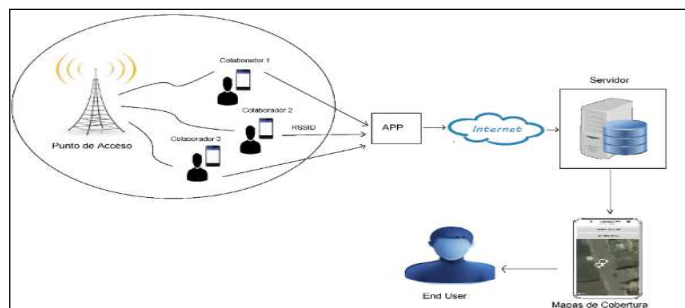 Colaborador 1
Servidor
Colaborador 2
RSSID
APP
Internet
Colaborador 3
Punto de Acceso
End User
Mapas de Cobertura